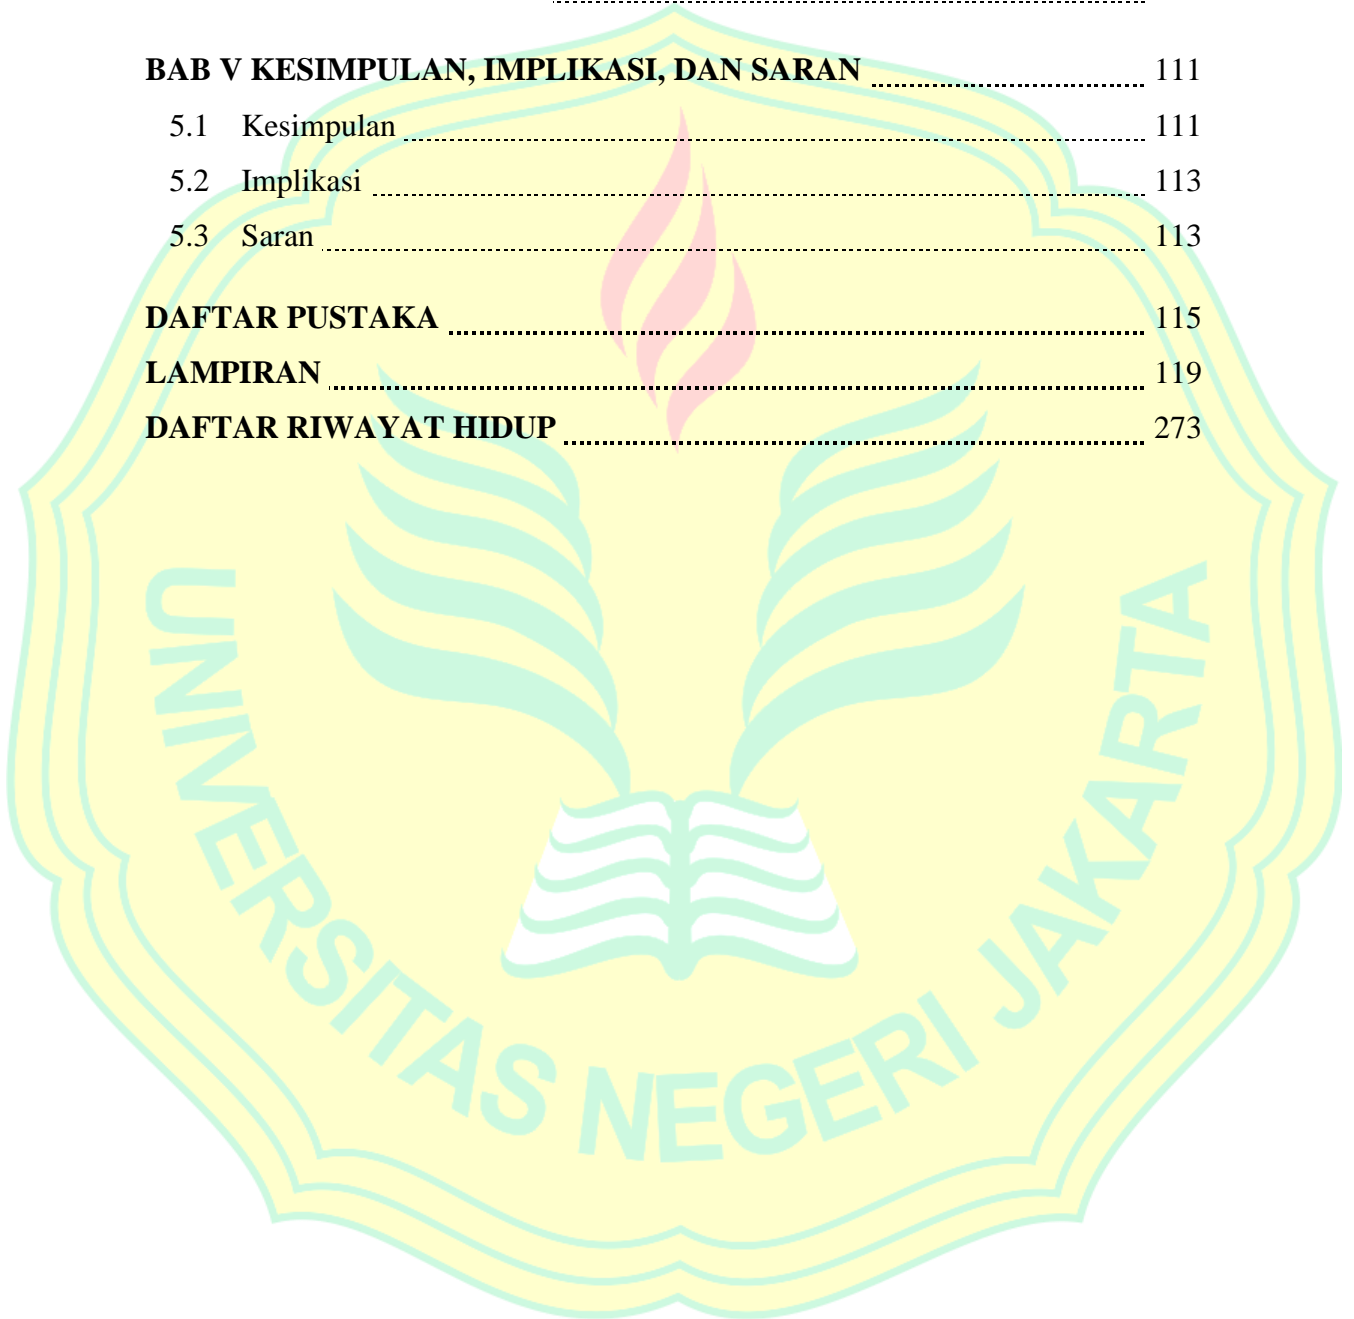 BAB V KESIMPULAN, IMPLIKASI, DAN SARAN 111
5.1 Kesimpulan 111
5.2 Implikasi 113
5.3 Saran 113
DAFTAR PUSTAKA 115
LAMPIRAN 119
DAFTAR RIWAYAT HIDUP 273
UNIVERSITAS NEGERI JAKARTA